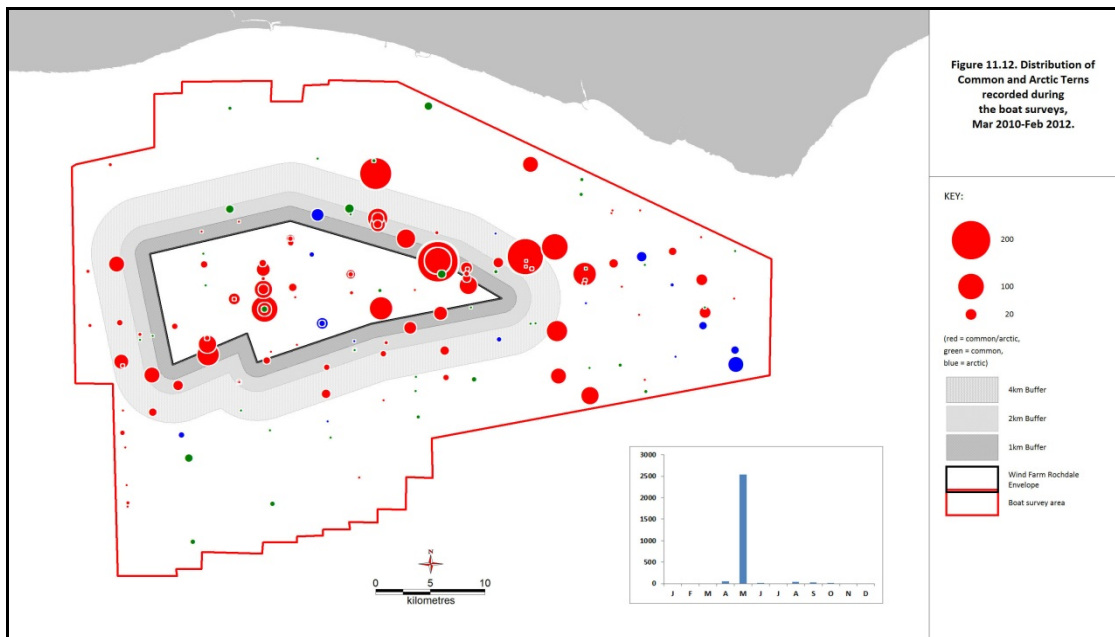 Figure 11.12. Distribution of
Common and Arctic Terns
recorded during
the boat surveys,
Mar 2010-Feb 2012.
KEY:
200
100
20
(red = common/arctic,
green = common,
blue = arctic)
4km Buffer
2km Buffer
1km Buffer
Wind Farm Rochdale
Envelope
Boat survey area
N
0 5 10
kilometres
3000
2500
2000
1500
1000
500
0
J F M A M J J A S O N D